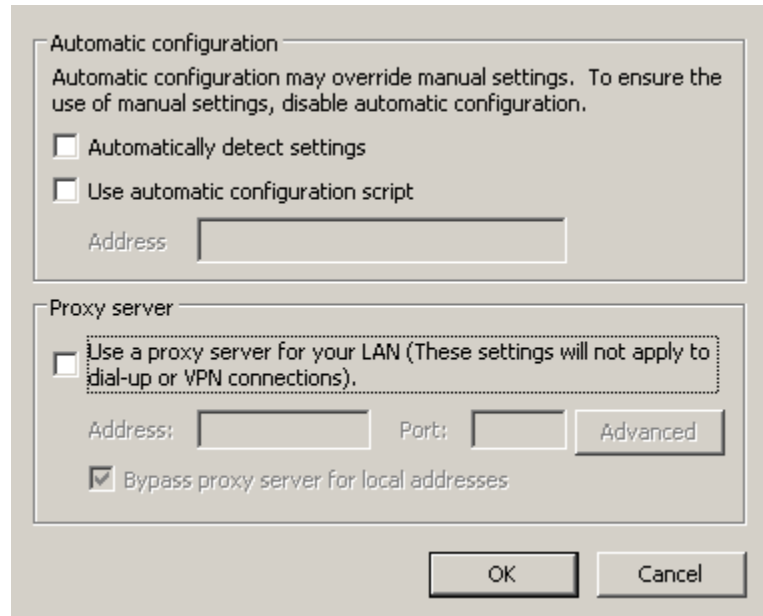 Automatic configuration
Automatic configuration may override manual settings.  To ensure the
use of manual settings, disable automatic configuration.
Automatically detect settings
Use automatic configuration script
Address
Proxy server
Use a proxy server for your LAN (These settings will not apply to
dial-up or VPN connections).
Address: Port: Advanced
Bypass proxy server for local addresses
OK Cancel